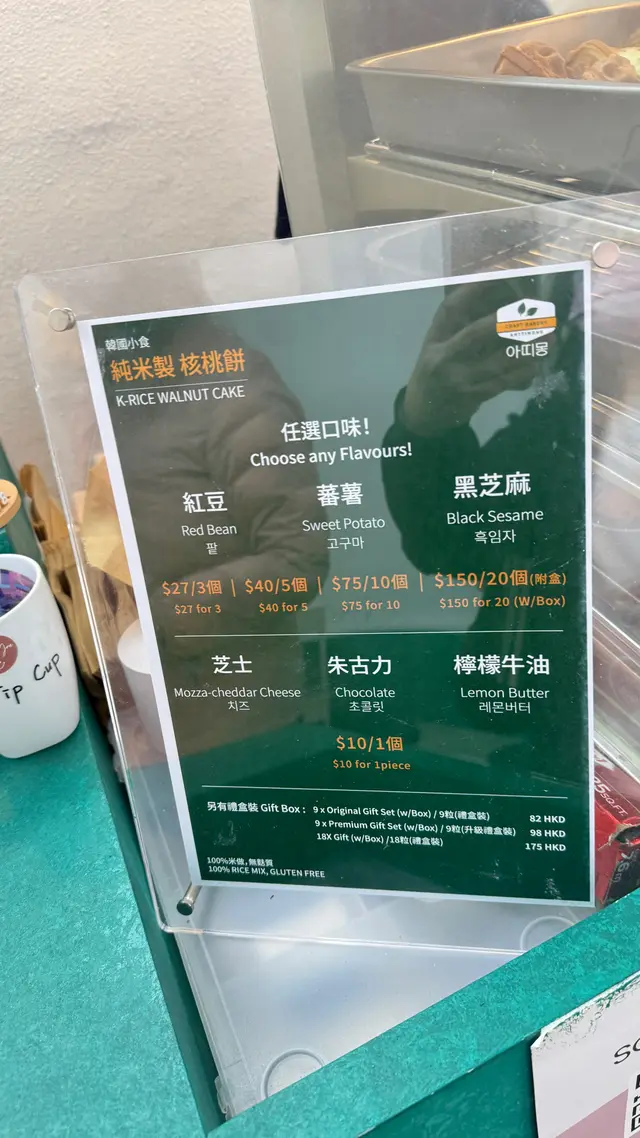 韓國小食
純米製 核桃餅
K-RICE WALNUT CAKE
아띠몽
任選口味!
Choose any Flavours!
紅豆
Red Bean
팥
蕃薯
Sweet Potato
고구마
黑芝麻
Black Sesame
흑임자
$27/3個 | $40/5個 | $75/10個 | $150/20個(附盒)
$27 for 3 $40 for 5 $75 for 10 $150 for 20 (W/Box)
芝士
Mozza-cheddar Cheese
치즈
朱古力
Chocolate
초콜릿
檸檬牛油
Lemon Butter
레몬버터
$10/1個
$10 for 1piece
另有禮盒裝 Gift Box : 9 x Original Gift Set (w/Box) / 9粒(禮盒裝) 82 HKD
9 x Premium Gift Set (w/Box) / 9粒(升級禮盒裝) 98 HKD
18X Gift (w/Box) /18粒(禮盒裝) 175 HKD
100%米做, 無麩質
100% RICE MIX, GLUTEN FREE
Tip Cup